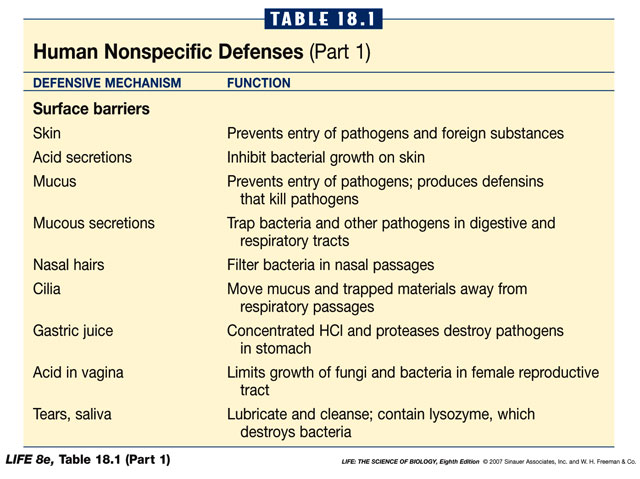 TABLE 18.1
Human Nonspecific Defenses (Part 1)
DEFENSIVE MECHANISM FUNCTION
Surface barriers
Skin Prevents entry of pathogens and foreign substances
Acid secretions Inhibit bacterial growth on skin
Mucus Prevents entry of pathogens; produces defensins
that kill pathogens
Mucous secretions Trap bacteria and other pathogens in digestive and
respiratory tracts
Nasal hairs Filter bacteria in nasal passages
Cilia Move mucus and trapped materials away from
respiratory passages
Gastric juice Concentrated HCl and proteases destroy pathogens
in stomach
Acid in vagina Limits growth of fungi and bacteria in female reproductive
tract
Tears, saliva Lubricate and cleanse; contain lysozyme, which
destroys bacteria
LIFE 8e, Table 18.1 (Part 1) LIFE: THE SCIENCE OF BIOLOGY, Eighth Edition © 2007 Sinauer Associates, Inc. and W. H. Freeman & Co.